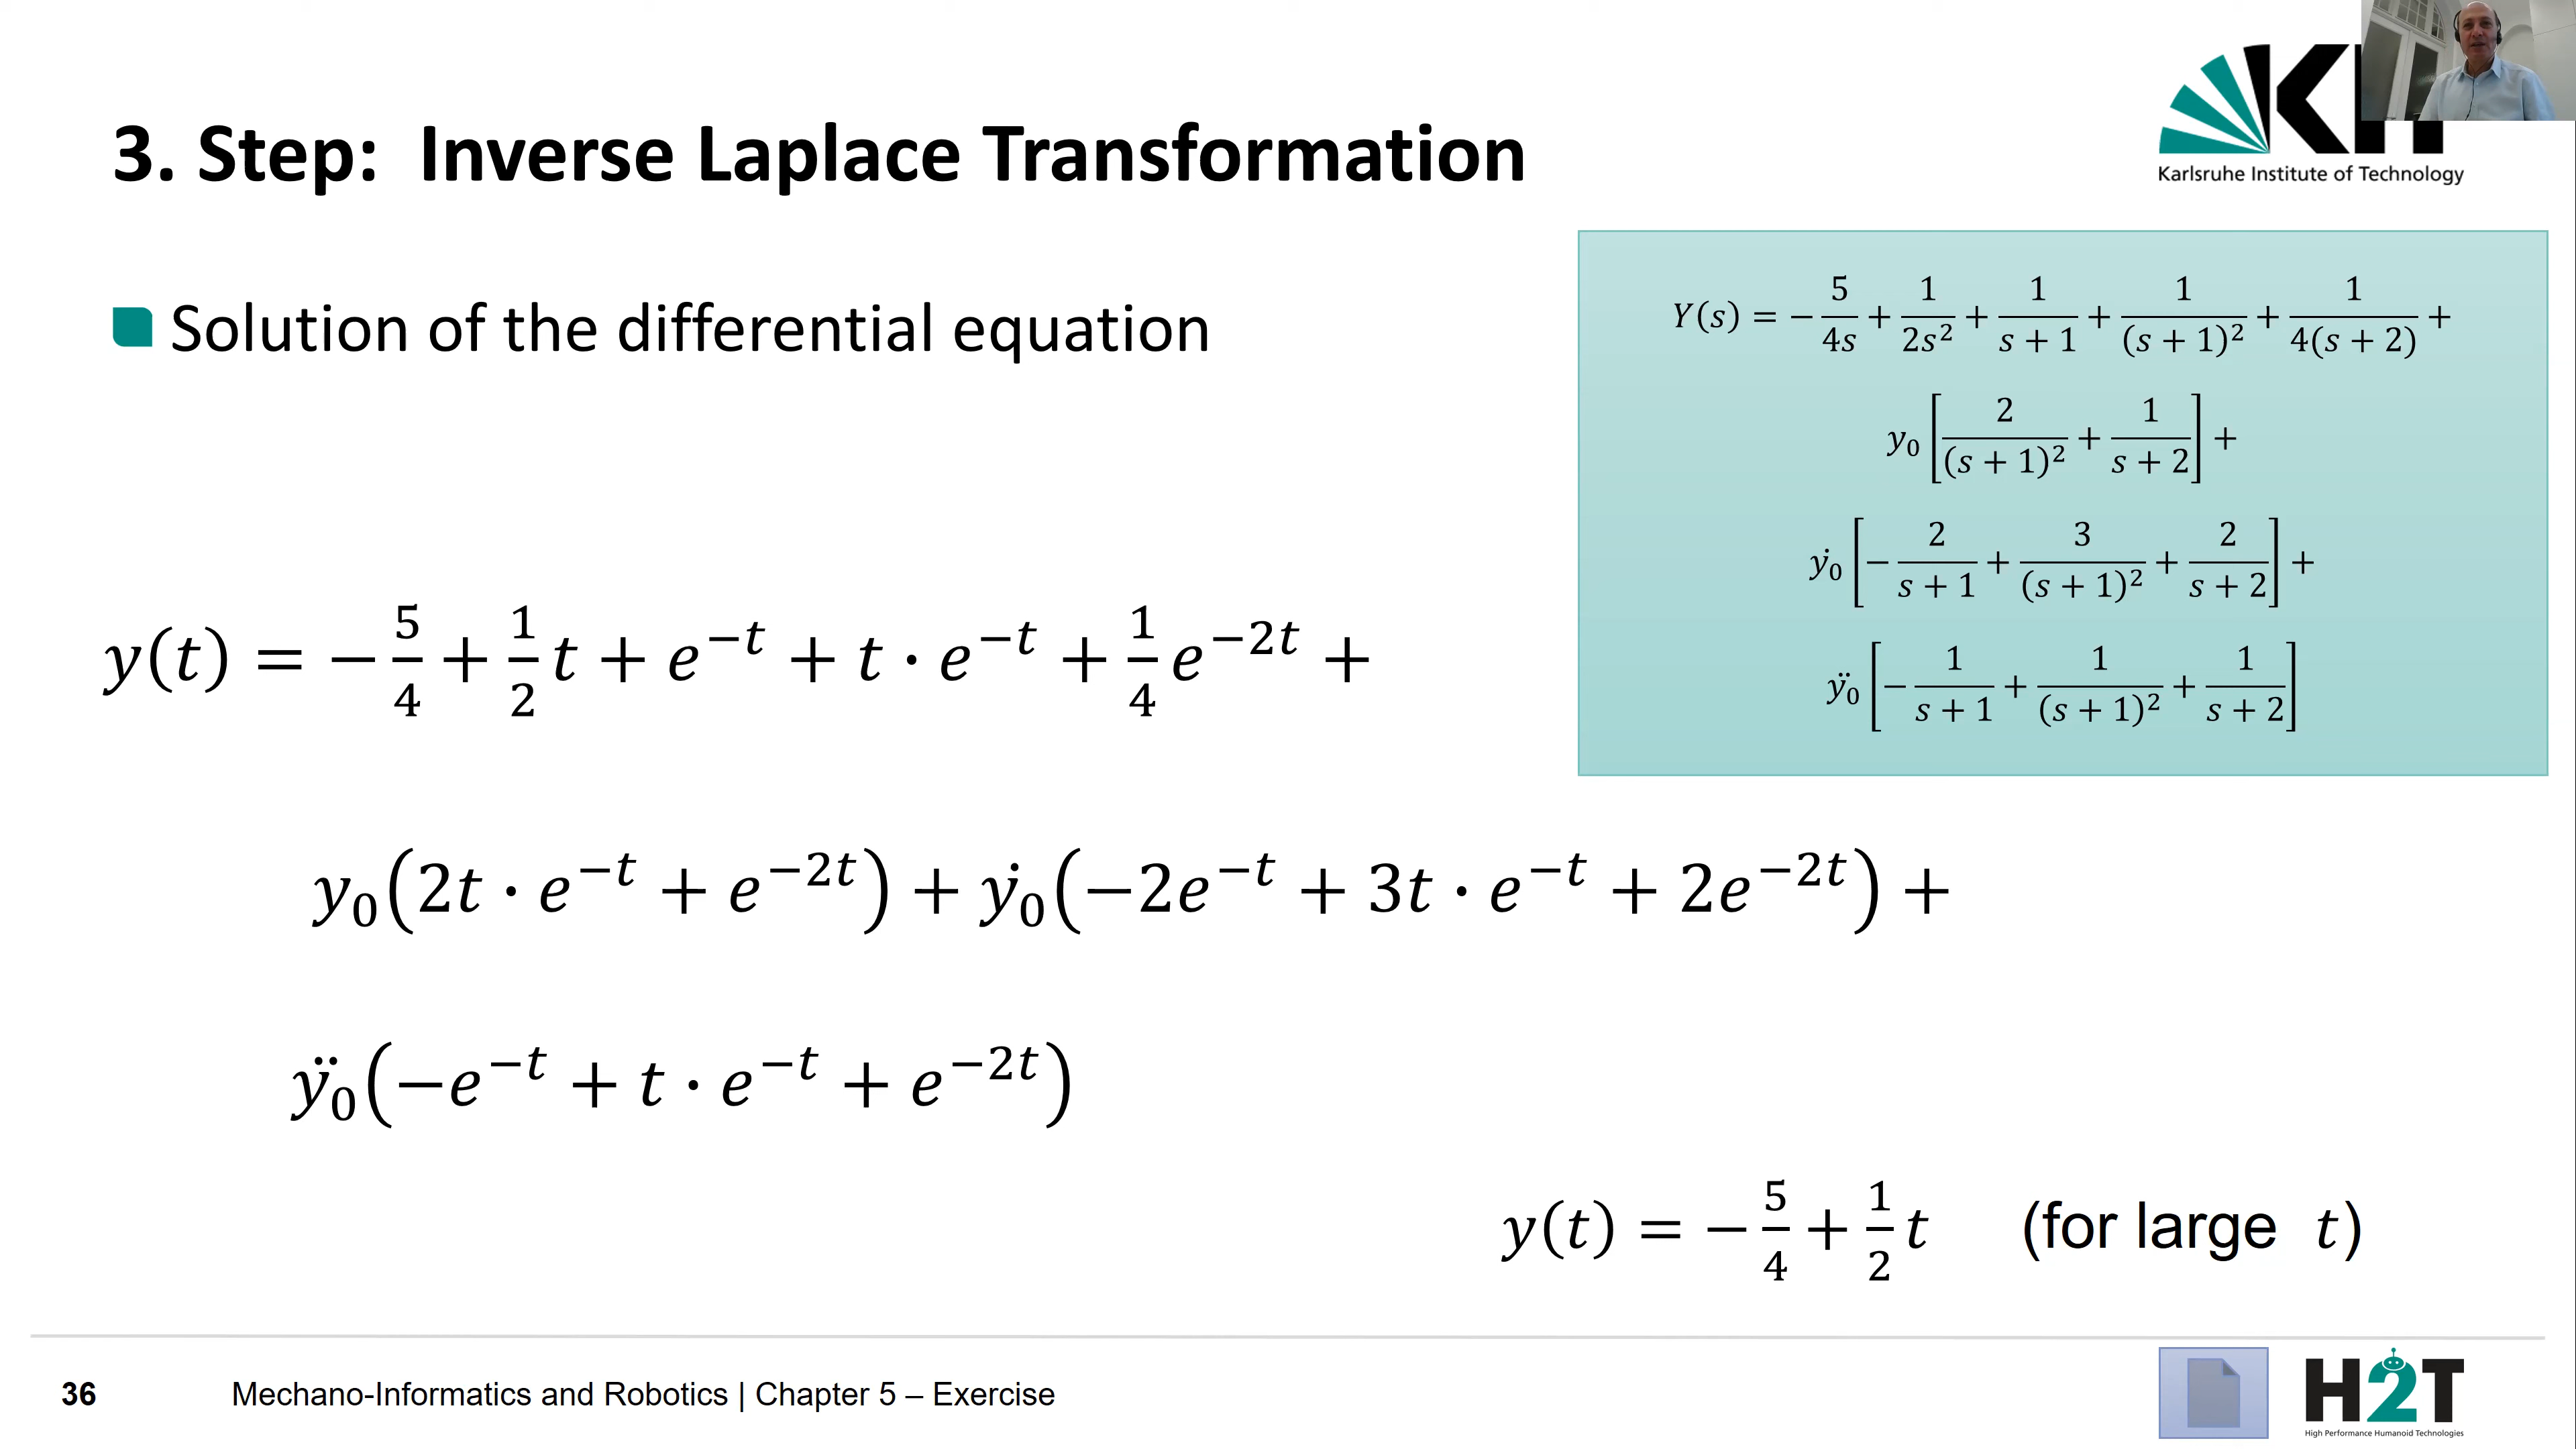 3. Step: Inverse Laplace Transformation
Karlsruhe Institute of Technology
Solution of the differential equation
Y(s) = − 5/(4s) + 1/(2s²) + 1/(s + 1) + 1/(s + 1)² + 1/(4(s + 2)) +
y₀ [2/(s + 1)² + 1/(s + 2)] +
ẏ₀ [− 2/(s + 1) + 3/(s + 1)² + 2/(s + 2)] +
ÿ₀ [− 1/(s + 1) + 1/(s + 1)² + 1/(s + 2)]
y(t) = − 5/4 + 1/2 t + e^(−t) + t · e^(−t) + 1/4 e^(−2t) +
y₀(2t · e^(−t) + e^(−2t)) + ẏ₀(−2e^(−t) + 3t · e^(−t) + 2e^(−2t)) +
ÿ₀(−e^(−t) + t · e^(−t) + e^(−2t))
y(t) = − 5/4 + 1/2 t (for large t)
36 Mechano-Informatics and Robotics | Chapter 5 – Exercise
H2T
High Performance Humanoid Technologies